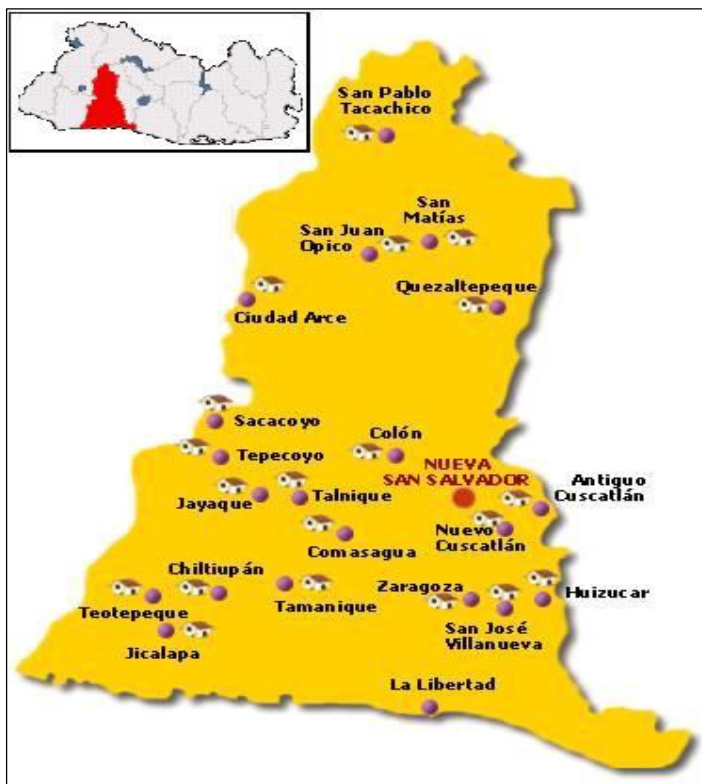 San Pablo
Tacachico
San
Matías
San Juan
Opico
Quezaltepeque
Ciudad Arce
Sacacoyo
Colón
Tepecoyo
NUEVA
SAN SALVADOR
Antiguo
Cuscatlán
Jayaque
Talnique
Nuevo
Cuscatlán
Comasagua
Chiltiupán
Zaragoza
Huizucar
Teotepeque
Tamanique
San José
Villanueva
Jicalapa
La Libertad